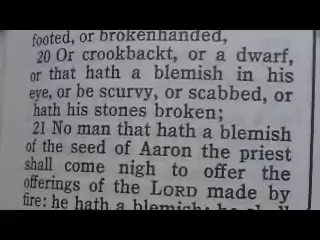 footed, or brokenhanded,
20 Or crookbackt, or a dwarf,
or that hath a blemish in his
eye, or be scurvy, or scabbed, or
hath his stones broken;
21 No man that hath a blemish
of the seed of Aaron the priest
shall come nigh to offer the
offerings of the LORD made by
fire: he hath a blemish; he shall